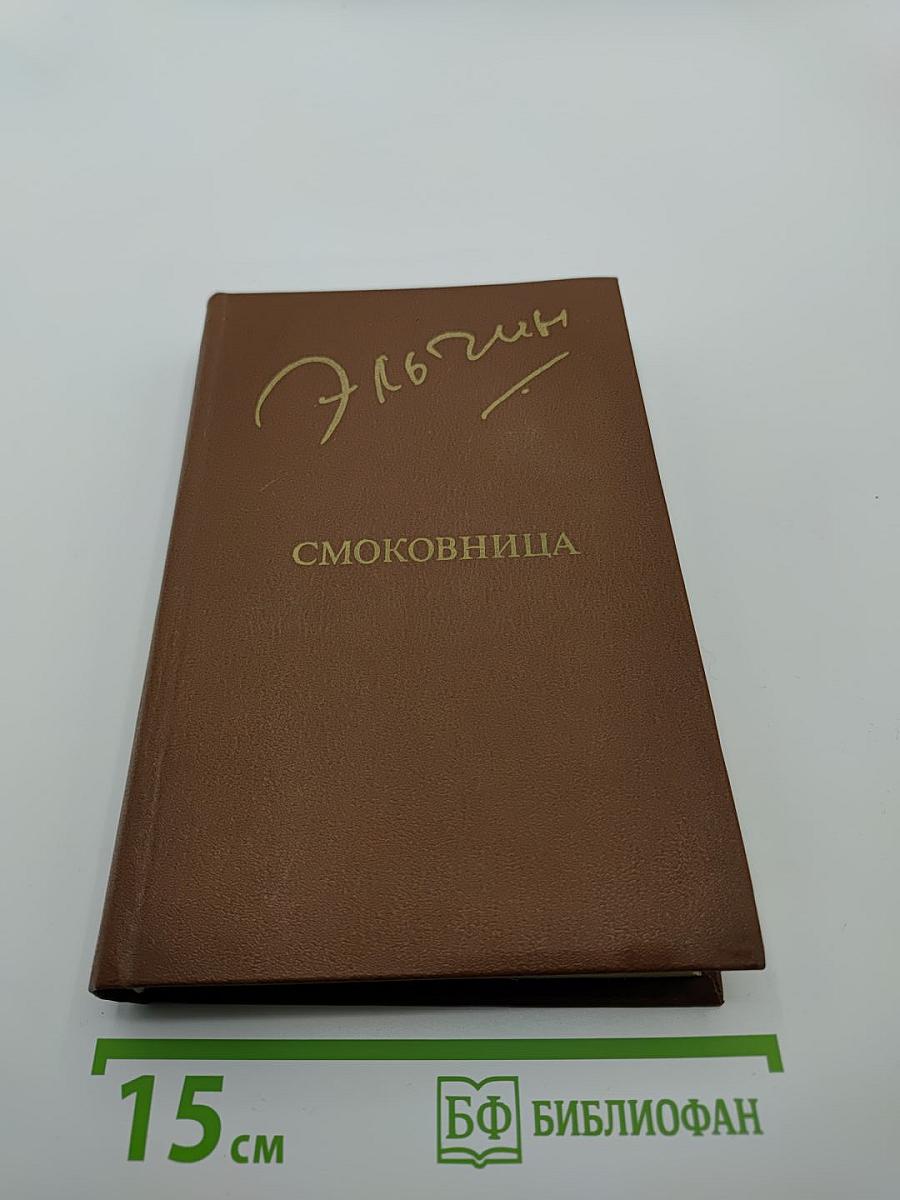 Эльчин
СМОКОВНИЦА
15 см
БФ БИБЛИОФАН